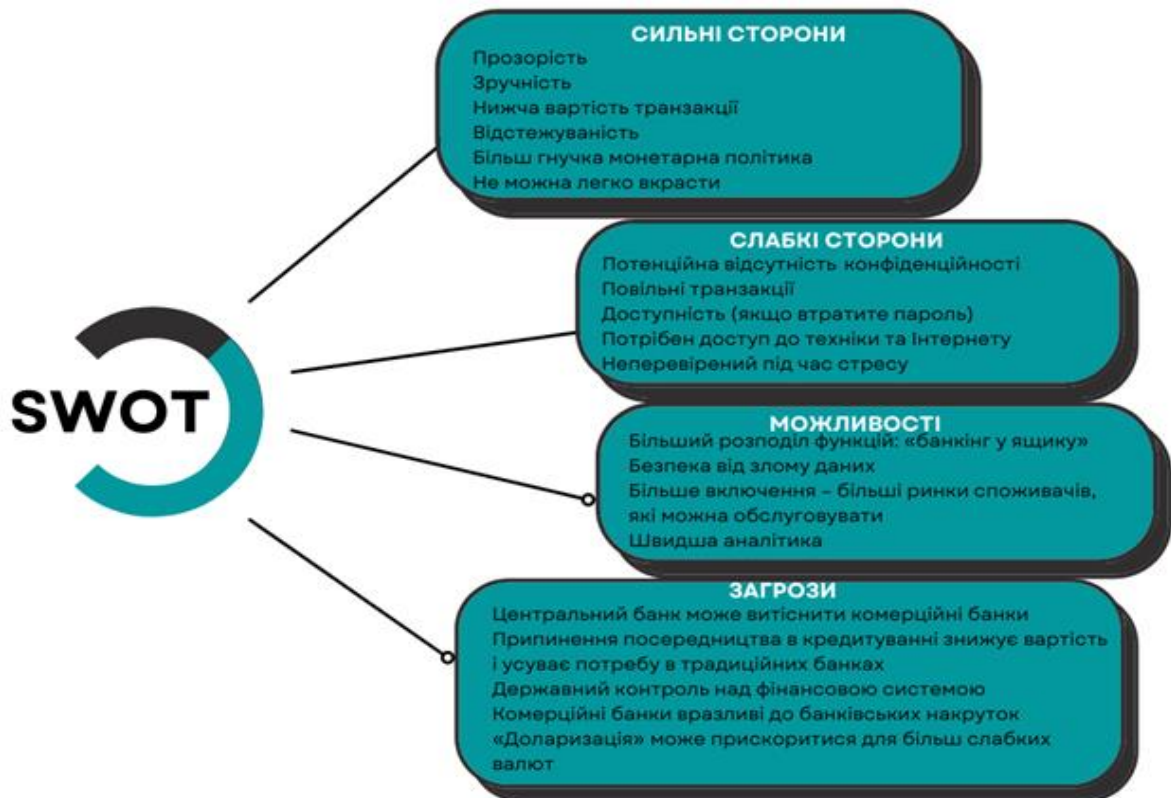 СИЛЬНІ СТОРОНИ
Прозорість
Зручність
Нижча вартість транзакції
Відстежуваність
Більш гнучка монетарна політика
Не можна легко вкрасти
СЛАБКІ СТОРОНИ
Потенційна відсутність конфіденційності
Повільні транзакції
Доступність (якщо втратите пароль)
Потрібен доступ до техніки та Інтернету
Неперевірений під час стресу
SWOT
МОЖЛИВОСТІ
Більший розподіл функцій: «банкінг у ящику»
Безпека від злому даних
Більше включення – більші ринки споживачів,
які можна обслуговувати
Швидша аналітика
ЗАГРОЗИ
Центральний банк може витіснити комерційні банки
Припинення посередництва в кредитуванні знижує вартість
і усуває потребу в традиційних банках
Державний контроль над фінансовою системою
Комерційні банки вразливі до банківських накруток
«Доларизація» може прискоритися для більш слабких
валют